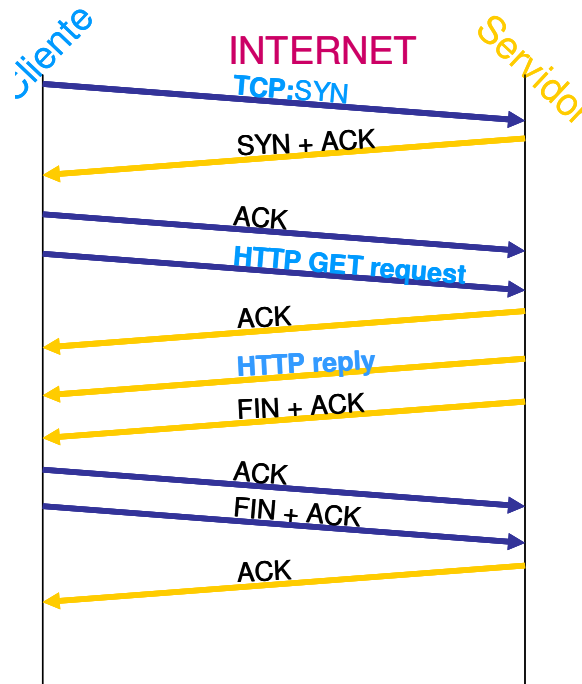 Cliente
INTERNET
Servidor
TCP:SYN
SYN + ACK
ACK
HTTP GET request
ACK
HTTP reply
FIN + ACK
ACK
FIN + ACK
ACK